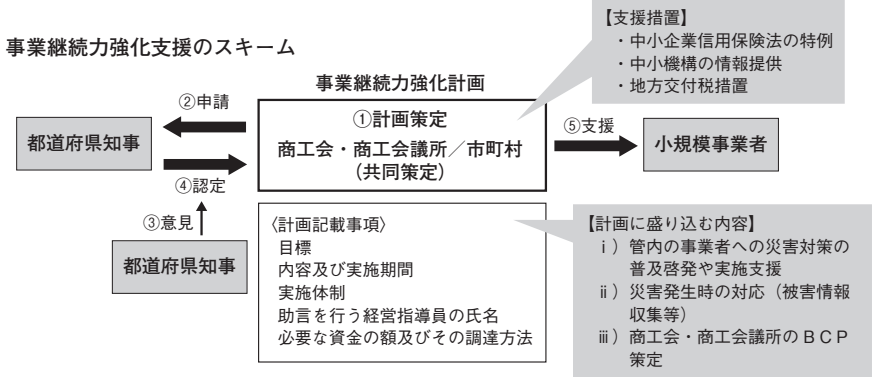 事業継続力強化支援のスキーム
【支援措置】
・中小企業信用保険法の特例
・中小機構の情報提供
・地方交付税措置
事業継続力強化計画
②申請
都道府県知事
④認定
①計画策定
商工会・商工会議所／市町村
(共同策定)
⑤支援
小規模事業者
③意見
都道府県知事
〈計画記載事項〉
目標
内容及び実施期間
実施体制
助言を行う経営指導員の氏名
必要な資金の額及びその調達方法
【計画に盛り込む内容】
ⅰ）管内の事業者への災害対策の
普及啓発や実施支援
ⅱ）災害発生時の対応（被害情報
収集等）
ⅲ）商工会・商工会議所のＢＣＰ
策定